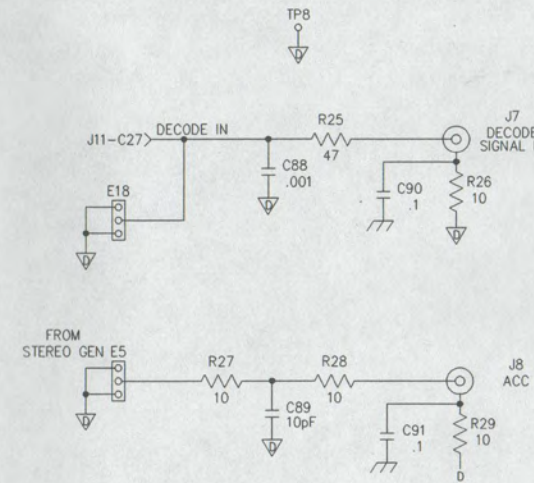 TP8
D
J11-C27
DECODE IN
R25
47
J7
DECODE
SIGNAL
C88
.001
D
C90
.1
R26
10
D
E18
D
FROM
STEREO GEN E5
D
R27
10
C89
10pF
D
R28
10
J8
ACC
C91
.1
R29
10
D